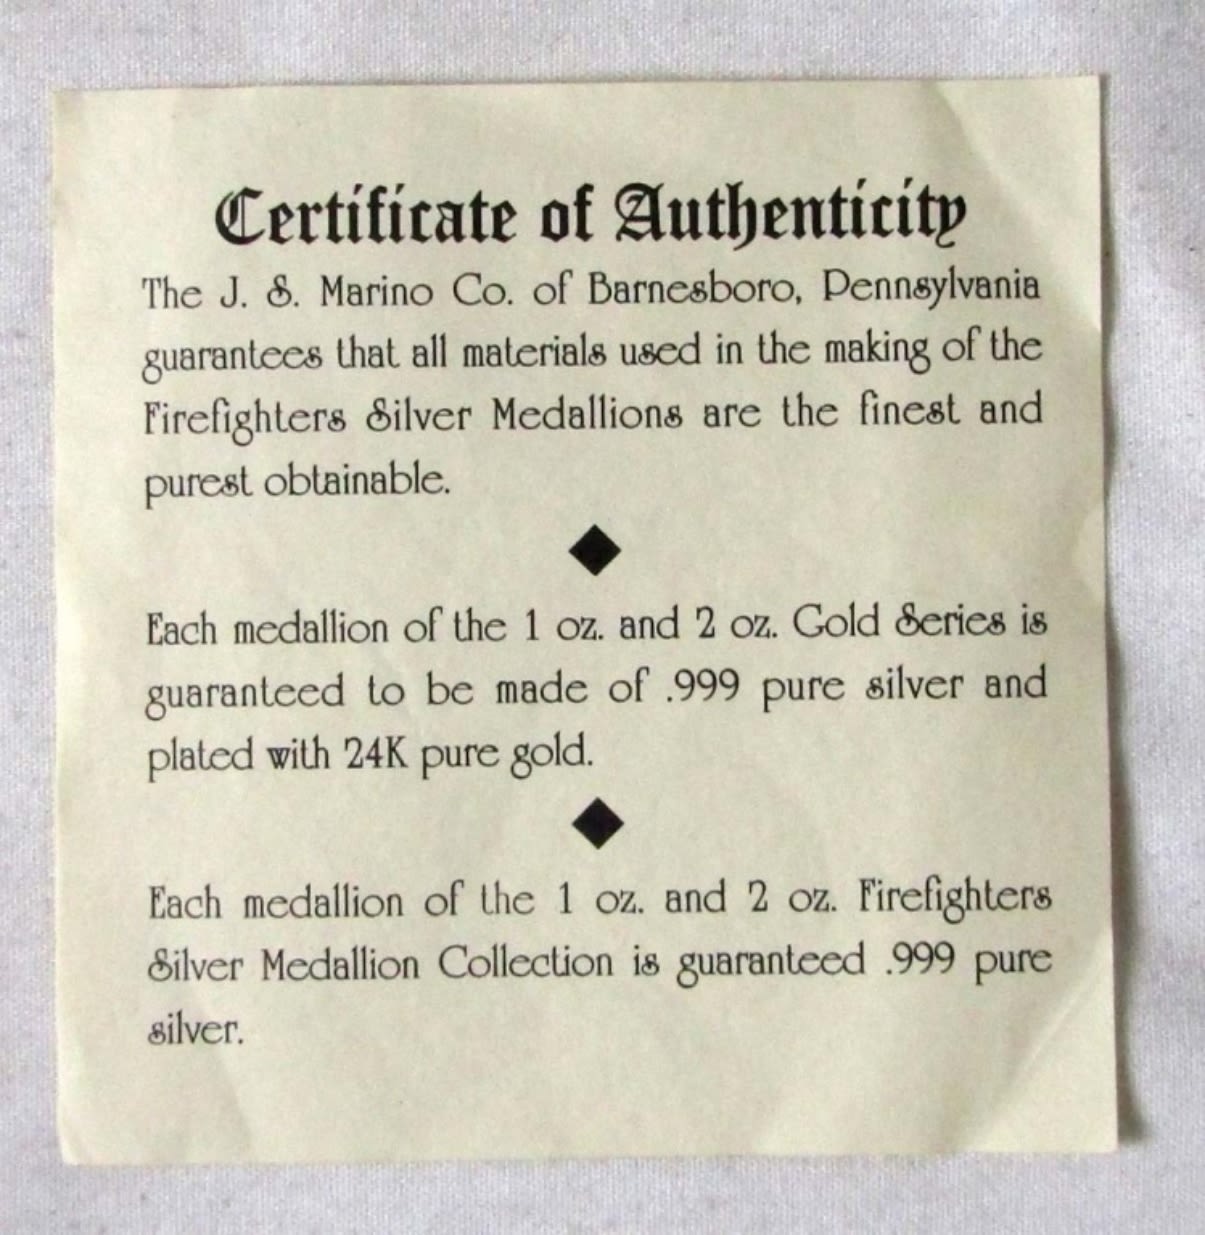 Certificate of Authenticity
The J. S. Marino Co. of Barnesboro, Pennsylvania
guarantees that all materials used in the making of the
Firefighters Silver Medallions are the finest and
purest obtainable.
Each medallion of the 1 oz. and 2 oz. Gold Series is
guaranteed to be made of .999 pure silver and
plated with 24K pure gold.
Each medallion of the 1 oz. and 2 oz. Firefighters
Silver Medallion Collection is guaranteed .999 pure
silver.